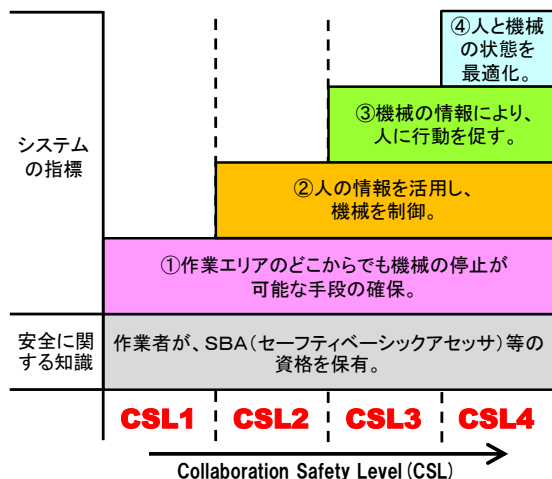 ④人と機械
の状態を
最適化。
③機械の情報により、
人に行動を促す。
システム
の指標
②人の情報を活用し、
機械を制御。
①作業エリアのどこからでも機械の停止が
可能な手段の確保。
安全に関
する知識
作業者が、SBA(セーフティベーシックアセッサ)等の
資格を保有。
CSL1
CSL2
CSL3
CSL4
Collaboration Safety Level(CSL)